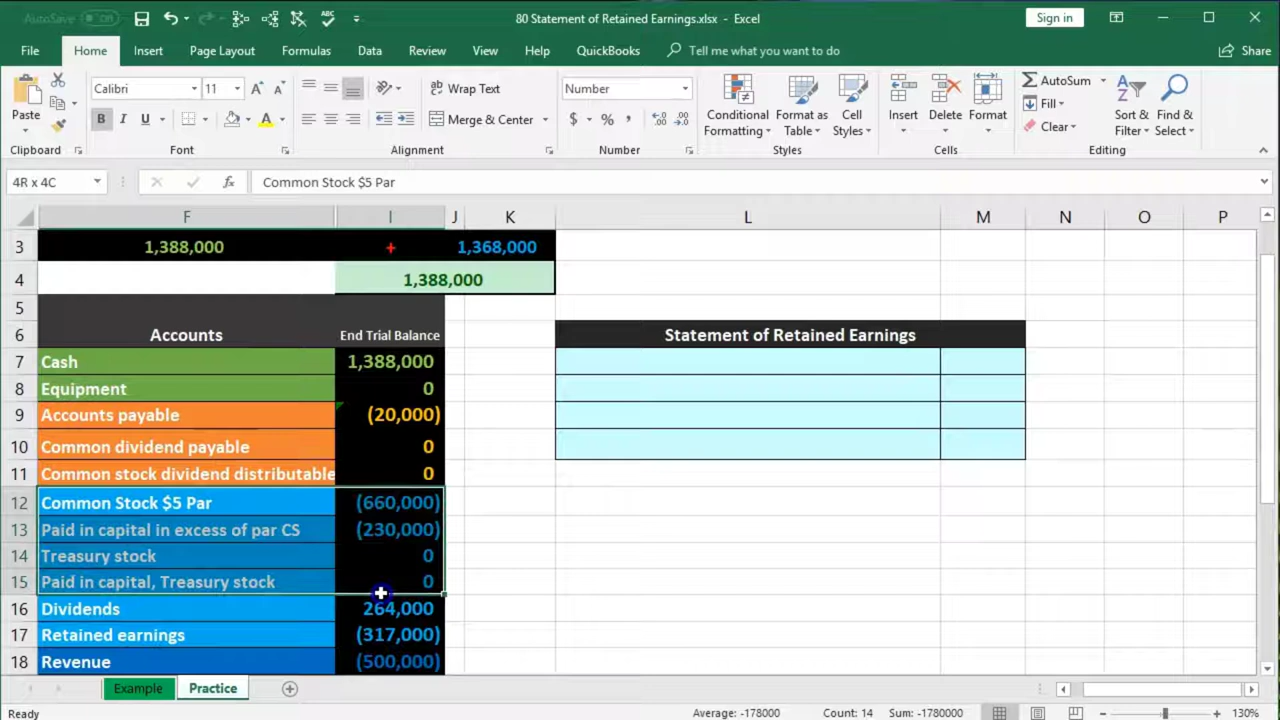 AutoSave Off 80 Statement of Retained Earnings.xlsx - Excel Sign in
File Home Insert Page Layout Formulas Data Review View Help QuickBooks Tell me what you want to do Share
Paste Calibri 11 Wrap Text Number Conditional Formatting Format as Table Cell Styles Insert Delete Format AutoSum Fill Clear Sort & Filter Find & Select
B I U A Merge & Center $ % ,
Clipboard Font Alignment Number Styles Cells Editing
4R x 4C fx Common Stock $5 Par
F I J K L M N O P
3 1,388,000 + 1,368,000
4 1,388,000
5
6 Accounts End Trial Balance Statement of Retained Earnings
7 Cash 1,388,000
8 Equipment 0
9 Accounts payable (20,000)
10 Common dividend payable 0
11 Common stock dividend distributable 0
12 Common Stock $5 Par (660,000)
13 Paid in capital in excess of par CS (230,000)
14 Treasury stock 0
15 Paid in capital, Treasury stock 0
16 Dividends 264,000
17 Retained earnings (317,000)
18 Revenue (500,000)
Example Practice
Ready Average: -178000 Count: 14 Sum: -1780000 130%